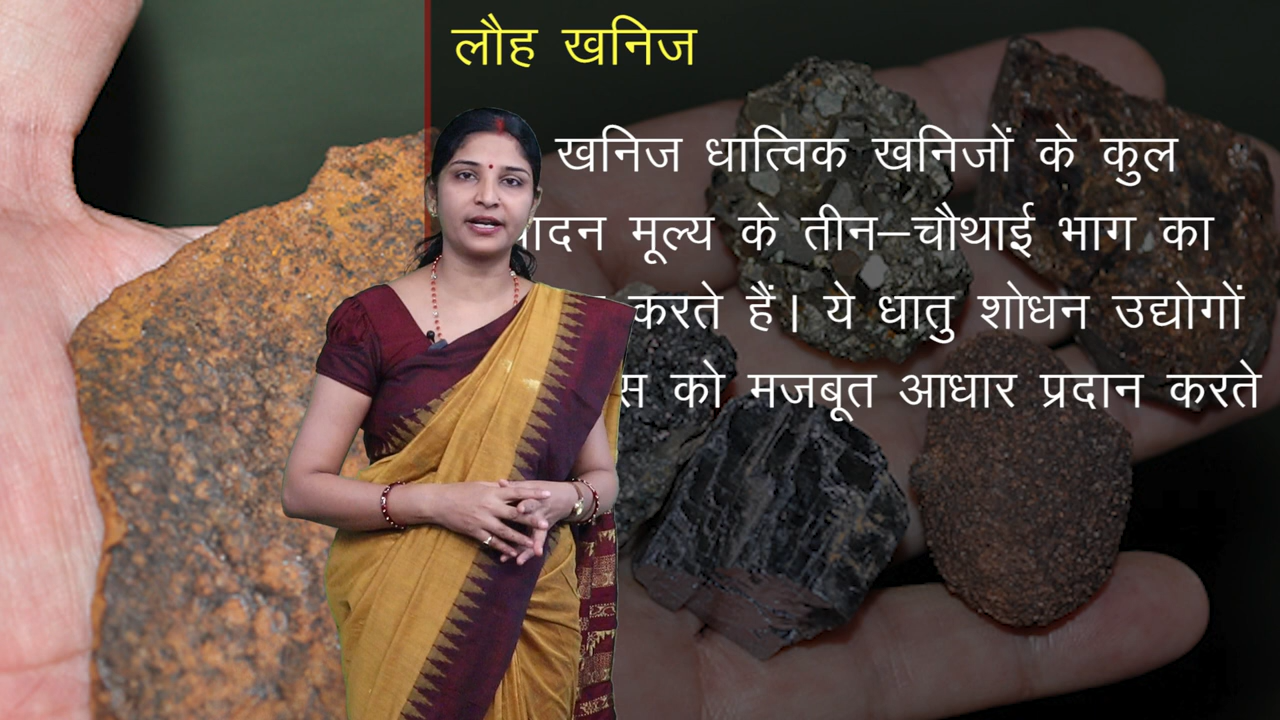 लौह खनिज
खनिज धात्विक खनिजों के कुल
मूल्य के तीन–चौथाई भाग का
करते हैं। ये धातु शोधन उद्योगों
को मजबूत आधार प्रदान करते